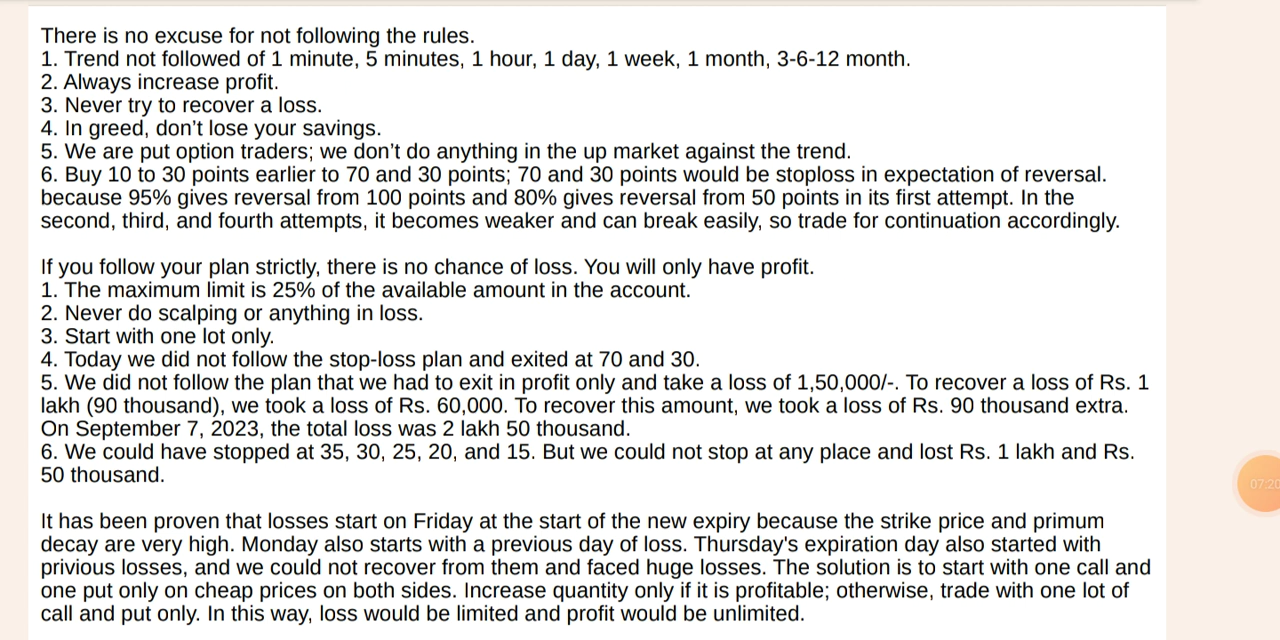 There is no excuse for not following the rules.
1. Trend not followed of 1 minute, 5 minutes, 1 hour, 1 day, 1 week, 1 month, 3-6-12 month.
2. Always increase profit.
3. Never try to recover a loss.
4. In greed, don’t lose your savings.
5. We are put option traders; we don’t do anything in the up market against the trend.
6. Buy 10 to 30 points earlier to 70 and 30 points; 70 and 30 points would be stoploss in expectation of reversal.
because 95% gives reversal from 100 points and 80% gives reversal from 50 points in its first attempt. In the
second, third, and fourth attempts, it becomes weaker and can break easily, so trade for continuation accordingly.
If you follow your plan strictly, there is no chance of loss. You will only have profit.
1. The maximum limit is 25% of the available amount in the account.
2. Never do scalping or anything in loss.
3. Start with one lot only.
4. Today we did not follow the stop-loss plan and exited at 70 and 30.
5. We did not follow the plan that we had to exit in profit only and take a loss of 1,50,000/-. To recover a loss of Rs. 1
lakh (90 thousand), we took a loss of Rs. 60,000. To recover this amount, we took a loss of Rs. 90 thousand extra.
On September 7, 2023, the total loss was 2 lakh 50 thousand.
6. We could have stopped at 35, 30, 25, 20, and 15. But we could not stop at any place and lost Rs. 1 lakh and Rs.
50 thousand.
It has been proven that losses start on Friday at the start of the new expiry because the strike price and primum
decay are very high. Monday also starts with a previous day of loss. Thursday's expiration day also started with
privious losses, and we could not recover from them and faced huge losses. The solution is to start with one call and
one put only on cheap prices on both sides. Increase quantity only if it is profitable; otherwise, trade with one lot of
call and put only. In this way, loss would be limited and profit would be unlimited.
07:20